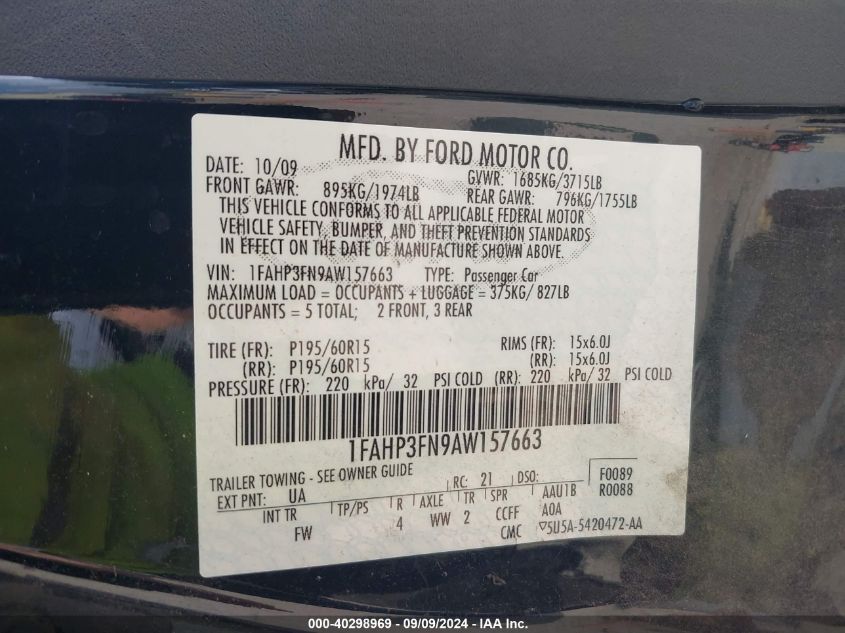 MFD. BY FORD MOTOR CO.
DATE: 10/09 GVWR: 1685KG/3715LB
FRONT GAWR: 895KG/1974LB REAR GAWR: 796KG/1755LB
THIS VEHICLE CONFORMS TO ALL APPLICABLE FEDERAL MOTOR
VEHICLE SAFETY, BUMPER, AND THEFT PREVENTION STANDARDS
IN EFFECT ON THE DATE OF MANUFACTURE SHOWN ABOVE.
VIN: 1FAHP3FN9AW157663 TYPE: Passenger Car
MAXIMUM LOAD = OCCUPANTS + LUGGAGE = 375KG/ 827LB
OCCUPANTS = 5 TOTAL; 2 FRONT, 3 REAR
TIRE (FR): P195/60R15 RIMS (FR): 15x6.0J
(RR): P195/60R15 (RR): 15x6.0J
PRESSURE (FR): 220 kPa/ 32 PSI COLD (RR): 220 kPa/ 32 PSI COLD
1FAHP3FN9AW157663
TRAILER TOWING - SEE OWNER GUIDE
EXT PNT: UA RC: 21 DSO: F0089
R0088
INT TR TP/PS R AXLE TR SPR AAU1B
FW 4 WW 2 CCFF AOA
CMC ▽5U5A-5420472-AA
000-40298969 - 09/09/2024 - IAA Inc.